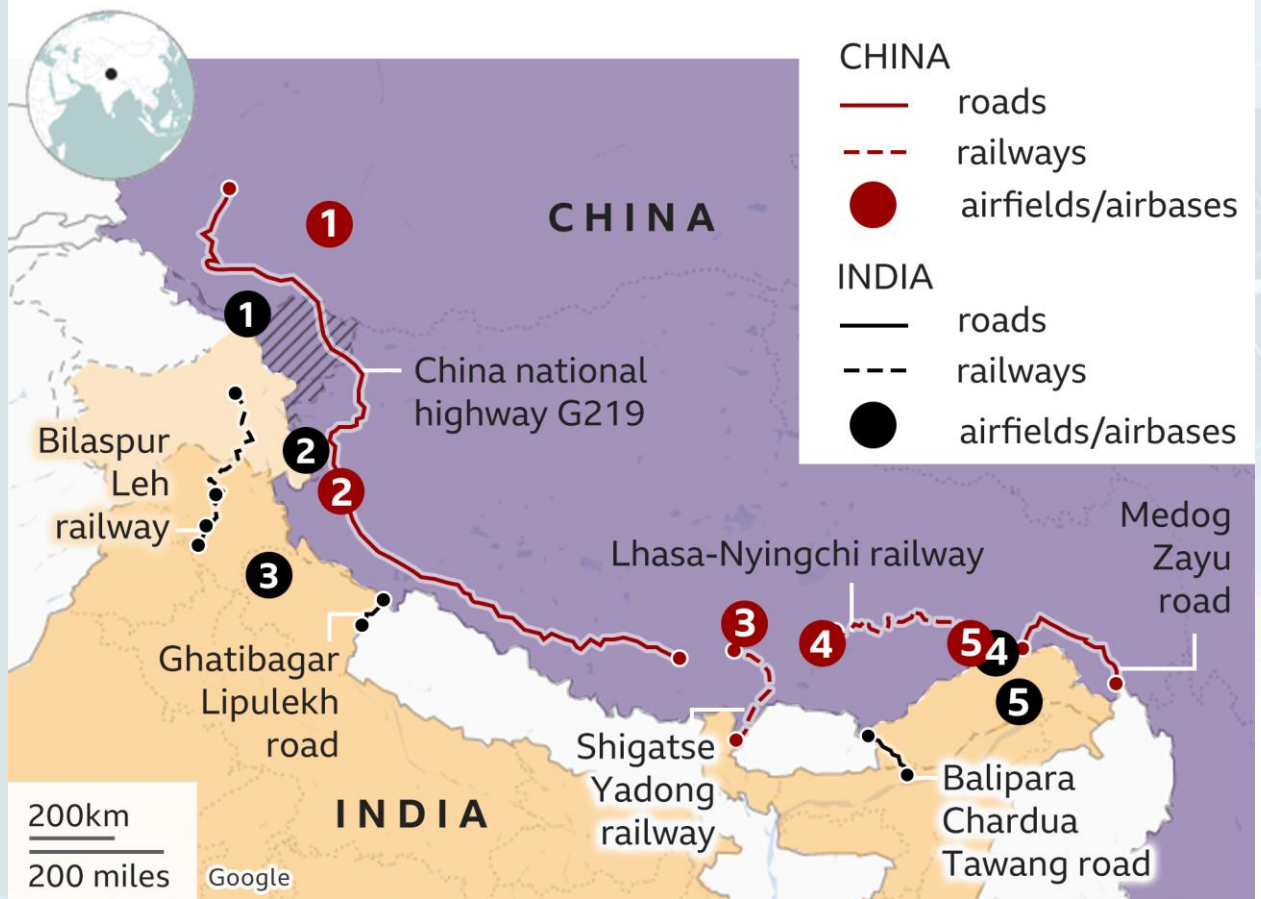 CHINA
roads
railways
airfields/airbases
INDIA
roads
railways
airfields/airbases
CHINA
1
1
China national
highway G219
Bilaspur
Leh
railway
2
2
3
Medog
Zayu
road
Lhasa-Nyingchi railway
3
4
5
4
5
Ghatibagar
Lipulekh
road
Shigatse
Yadong
railway
Balipara
Chardua
Tawang road
INDIA
200km
200 miles
Google